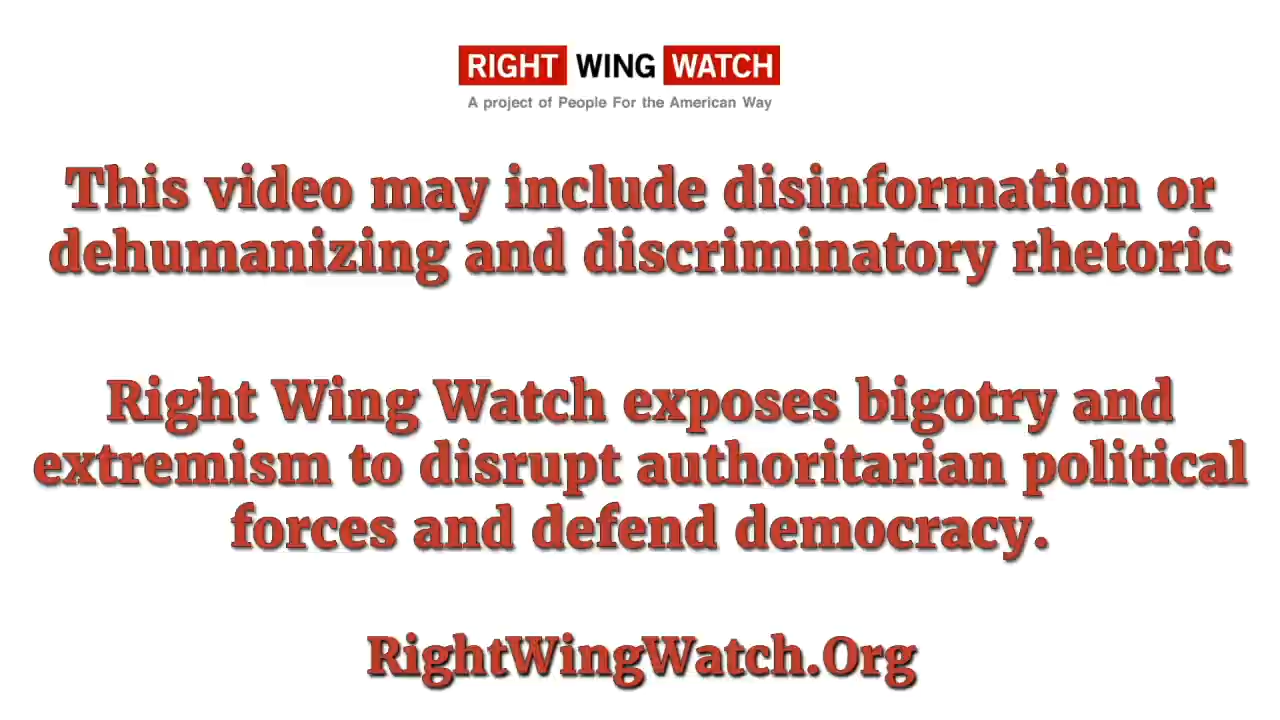 RIGHT WING WATCH
A project of People For the American Way
This video may include disinformation or
dehumanizing and discriminatory rhetoric
Right Wing Watch exposes bigotry and
extremism to disrupt authoritarian political
forces and defend democracy.
RightWingWatch.Org